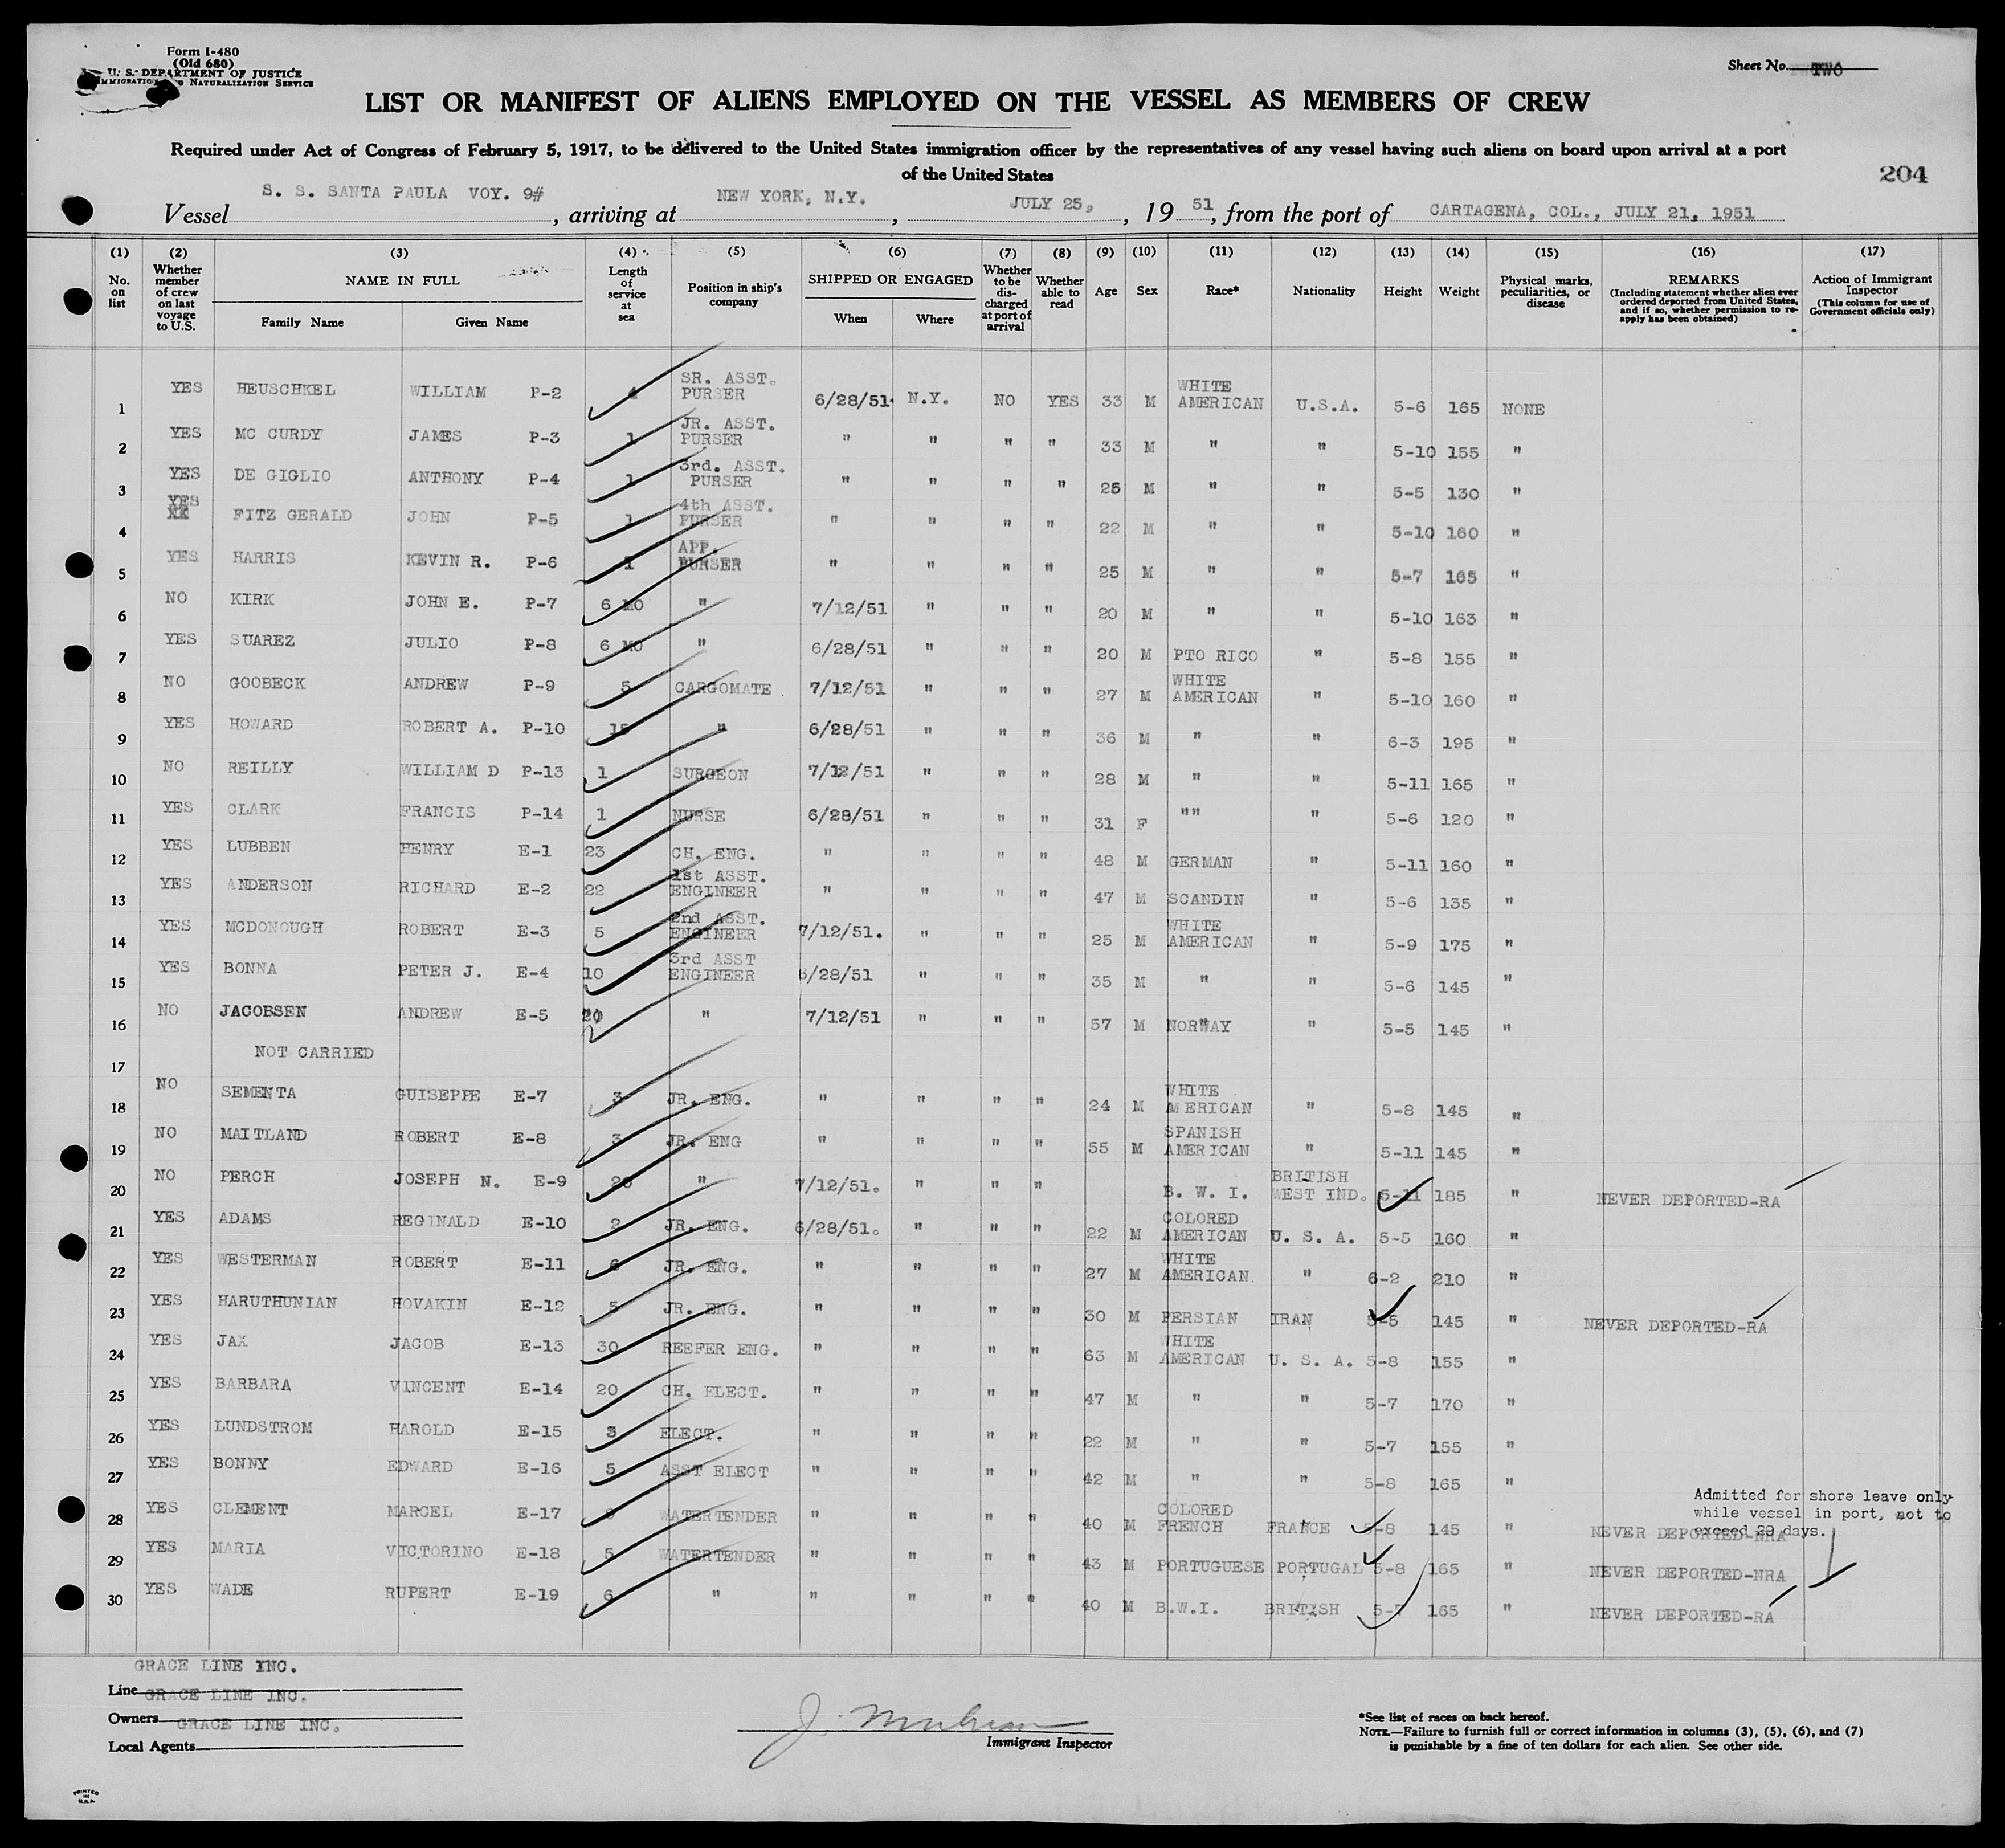 Form I-480
(Old 680)
U. S. DEPARTMENT OF JUSTICE
IMMIGRATION AND NATURALIZATION SERVICE
Sheet No. TWO
LIST OR MANIFEST OF ALIENS EMPLOYED ON THE VESSEL AS MEMBERS OF CREW
Required under Act of Congress of February 5, 1917, to be delivered to the United States immigration officer by the representatives of any vessel having such aliens on board upon arrival at a port
of the United States
204
Vessel S. S. SANTA PAULA VOY. 9#, arriving at NEW YORK, N.Y., JULY 25, 1951, from the port of CARTAGENA, COL., JULY 21, 1951
(1) (2) (3) (4) (5) (6) (7) (8) (9) (10) (11) (12) (13) (14) (15) (16) (17)
No. on list
Whether member of crew on last voyage to U.S.
NAME IN FULL
Family Name Given Name
Length of service at sea
Position in ship's company
SHIPPED OR ENGAGED
When Where
Whether to be discharged at port of arrival
Whether able to read
Age
Sex
Race*
Nationality
Height
Weight
Physical marks, peculiarities, or disease
REMARKS
(Including statement whether alien ever ordered deported from United States, and if so, whether permission to re-apply has been obtained)
Action of Immigrant Inspector
(This column for use of Government officials only)
1 YES HEUSCHKEL WILLIAM P-2 4 SR. ASST. PURSER 6/28/51 N.Y. NO YES 33 M WHITE AMERICAN U.S.A. 5-6 165 NONE
2 YES MC CURDY JAMES P-3 1 JR. ASST. PURSER " " " " 33 M " " 5-10 155 "
3 YES DE GIGLIO ANTHONY P-4 1 3rd. ASST. PURSER " " " " 25 M " " 5-5 130 "
4 YES FITZ GERALD JOHN P-5 1 4th ASST. PURSER " " " " 22 M " " 5-10 160 "
5 YES HARRIS KEVIN R. P-6 1 APP. PURSER " " " " 25 M " " 5-7 165 "
6 NO KIRK JOHN E. P-7 6 MO " 7/12/51 " " " 20 M " " 5-10 163 "
7 YES SUAREZ JULIO P-8 6 MO " 6/28/51 " " " 20 M PTO RICO " 5-8 155 "
8 NO GOOBECK ANDREW P-9 5 CARGOMATE 7/12/51 " " " 27 M WHITE AMERICAN " 5-10 160 "
9 YES HOWARD ROBERT A. P-10 15 " 6/28/51 " " " 36 M " " 6-3 195 "
10 NO REILLY WILLIAM D P-13 1 SURGEON 7/12/51 " " " 28 M " " 5-11 165 "
11 YES CLARK FRANCIS P-14 1 NURSE 6/28/51 " " " 31 F "" " 5-6 120 "
12 YES LUBBEN HENRY E-1 23 CH. ENG. " " " " 48 M GERMAN " 5-11 160 "
13 YES ANDERSON RICHARD E-2 22 1st ASST. ENGINEER " " " " 47 M SCANDIN " 5-6 135 "
14 YES MCDONOUGH ROBERT E-3 5 2nd ASST. ENGINEER 7/12/51. " " " 25 M WHITE AMERICAN " 5-9 175 "
15 YES BONNA PETER J. E-4 10 3rd ASST ENGINEER 6/28/51 " " " 35 M " " 5-6 145 "
16 NO JACOBSEN ANDREW E-5 20 " 7/12/51 " " " 57 M NORWAY " 5-5 145 "
17 NOT CARRIED
18 NO SEMENTA GUISEPPE E-7 3 JR. ENG. " " " " 24 M WHITE AMERICAN " 5-8 145 "
19 NO MAITLAND ROBERT E-8 3 JR. ENG " " " " 55 M SPANISH AMERICAN " 5-11 145 "
20 NO PERCH JOSEPH N. E-9 " 7/12/51. " " " B. W. I. BRITISH WEST IND. 185 " NEVER DEPORTED-RA
21 YES ADAMS REGINALD E-10 2 JR. ENG. 6/28/51. " " " 22 M COLORED AMERICAN U. S. A. 5-5 160 "
22 YES WESTERMAN ROBERT E-11 6 JR. ENG. " " " " 27 M WHITE AMERICAN. " 6-2 210 "
23 YES HARUTHUNIAN HOVAKIN E-12 5 JR. ENG. " " " " 30 M PERSIAN IRAN 5-5 145 " NEVER DEPORTED-RA
24 YES JAX JACOB E-13 30 REEFER ENG. " " " " 63 M WHITE AMERICAN U. S. A. 5-8 155 "
25 YES BARBARA VINCENT E-14 20 CH. ELECT. " " " " 47 M " " 5-7 170 "
26 YES LUNDSTROM HAROLD E-15 3 ELECT. " " " " 22 M " " 5-7 155 "
27 YES BONNY EDWARD E-16 5 ASST ELECT " " " " 42 M " " 5-8 165 "
28 YES CLEMENT MARCEL E-17 WATERTENDER " " " " 40 M COLORED FRENCH FRANCE 5-8 145 " NEVER DEPORTED-NRA
Admitted for shore leave only
while vessel in port, not to
exceed 29 days.
29 YES MARIA VICTORINO E-18 5 WATERTENDER " " " " 43 M PORTUGUESE PORTUGAL 5-8 165 " NEVER DEPORTED-NRA
30 YES WADE RUPERT E-19 6 " " " " " 40 M B.W.I. BRITISH 5-7 165 " NEVER DEPORTED-RA
GRACE LINE INC.
Line GRACE LINE INC.
Owners GRACE LINE INC.
Local Agents
Immigrant Inspector
*See list of races on back hereof.
NOTE.—Failure to furnish full or correct information in columns (3), (5), (6), and (7)
is punishable by a fine of ten dollars for each alien. See other side.
PRINTED
IN
U.S.A.